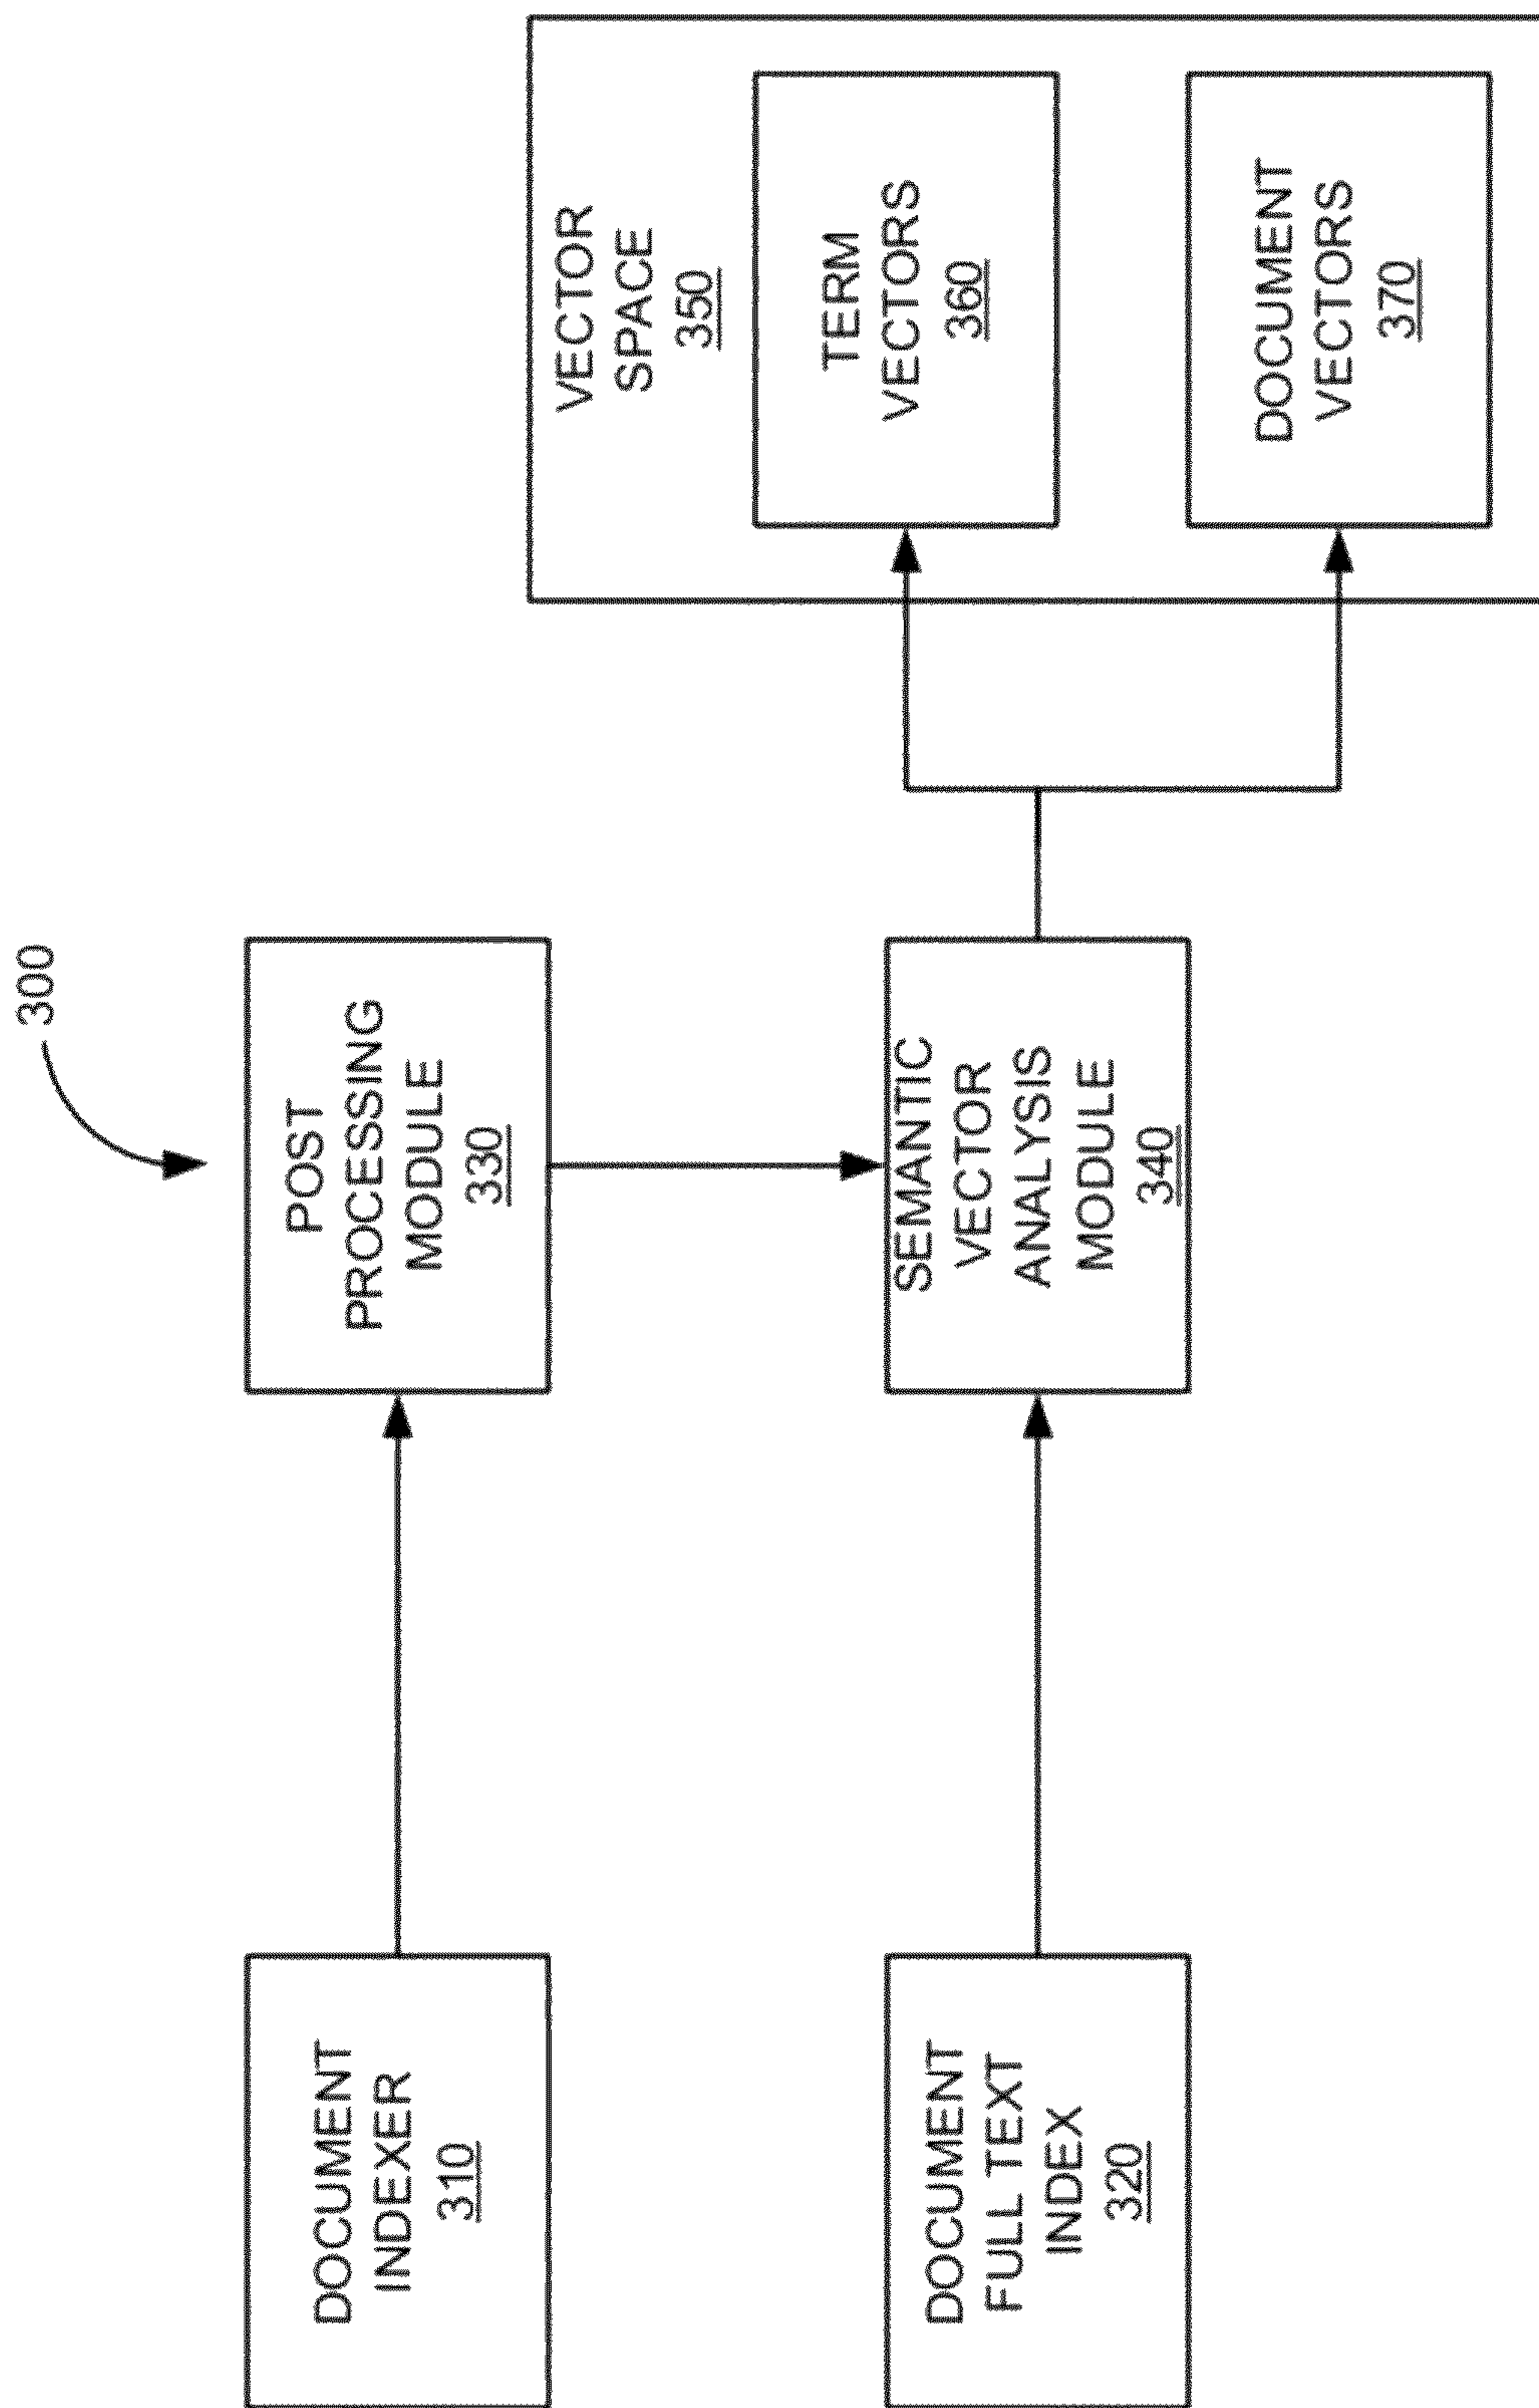 300
DOCUMENT
INDEXER
310
POST
PROCESSING
MODULE
330
VECTOR
SPACE
350
TERM
VECTORS
360
DOCUMENT
FULL TEXT
INDEX
320
SEMANTIC
VECTOR
ANALYSIS
MODULE
340
DOCUMENT
VECTORS
370